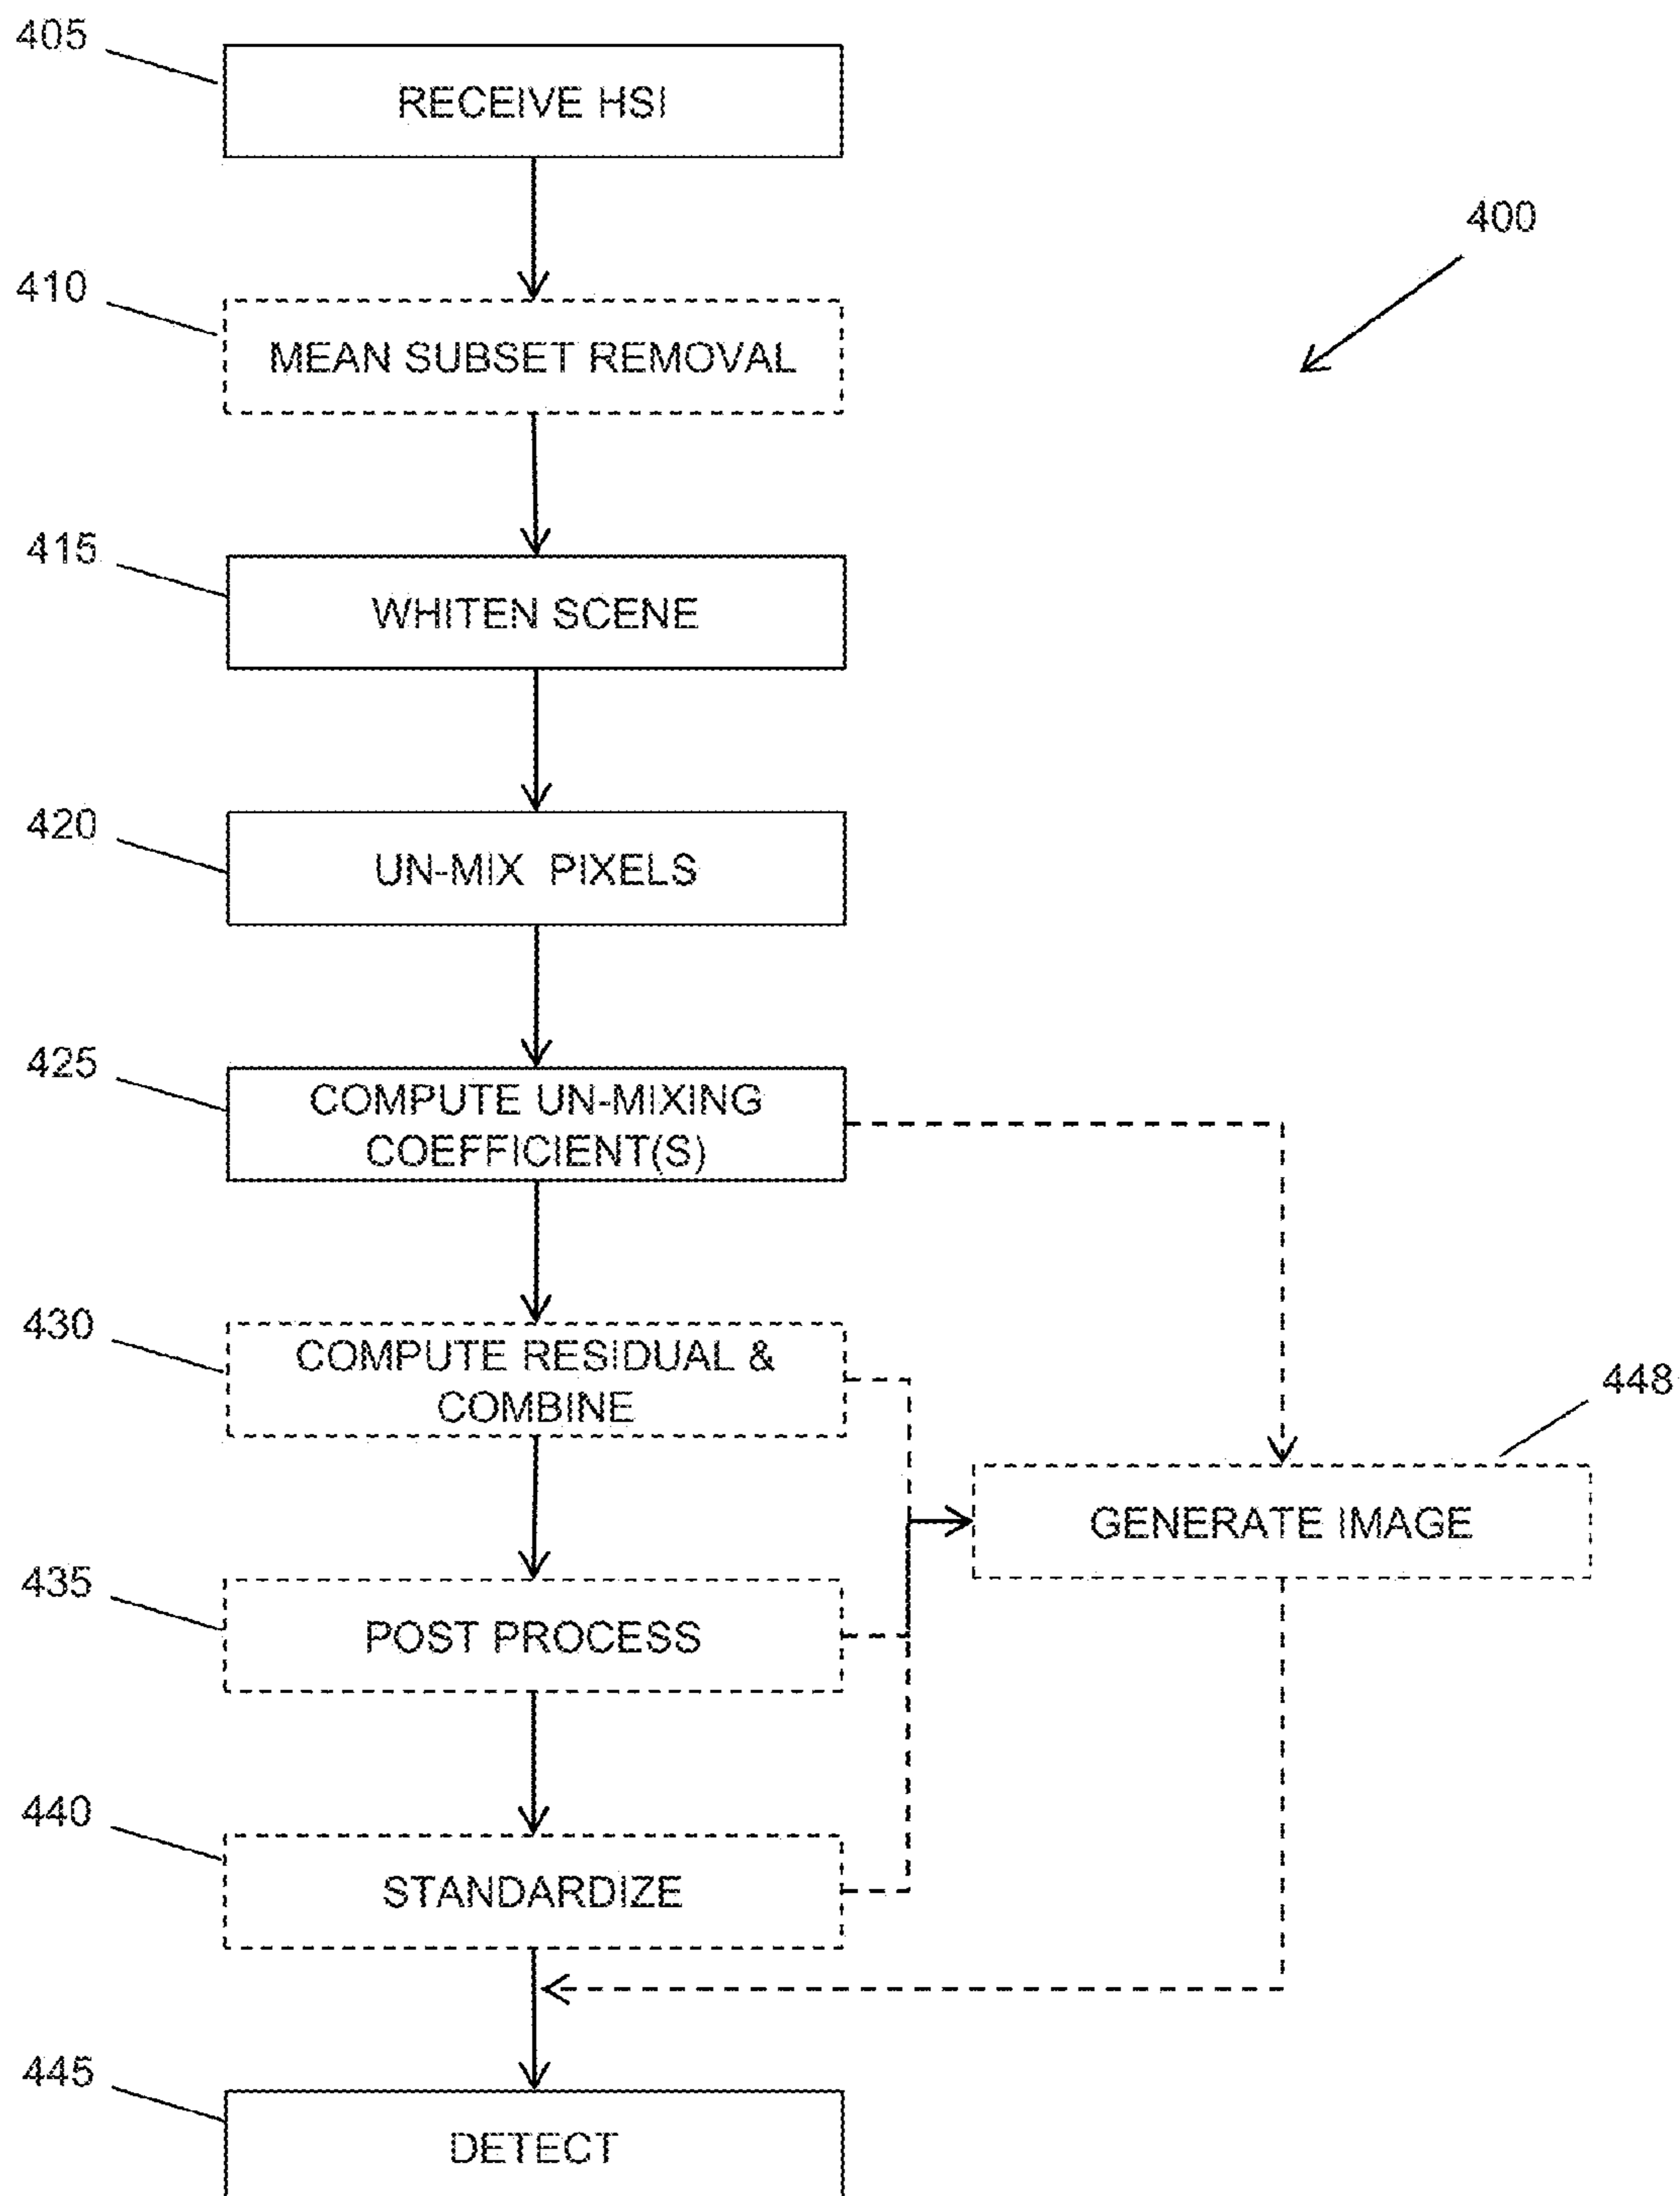 405
RECEIVE HSI
400
410
MEAN SUBSET REMOVAL
415
WHITEN SCENE
420
UN-MIX PIXELS
425
COMPUTE UN-MIXING
COEFFICIENT(S)
430
COMPUTE RESIDUAL &
COMBINE
448
GENERATE IMAGE
435
POST PROCESS
440
STANDARDIZE
445
DETECT